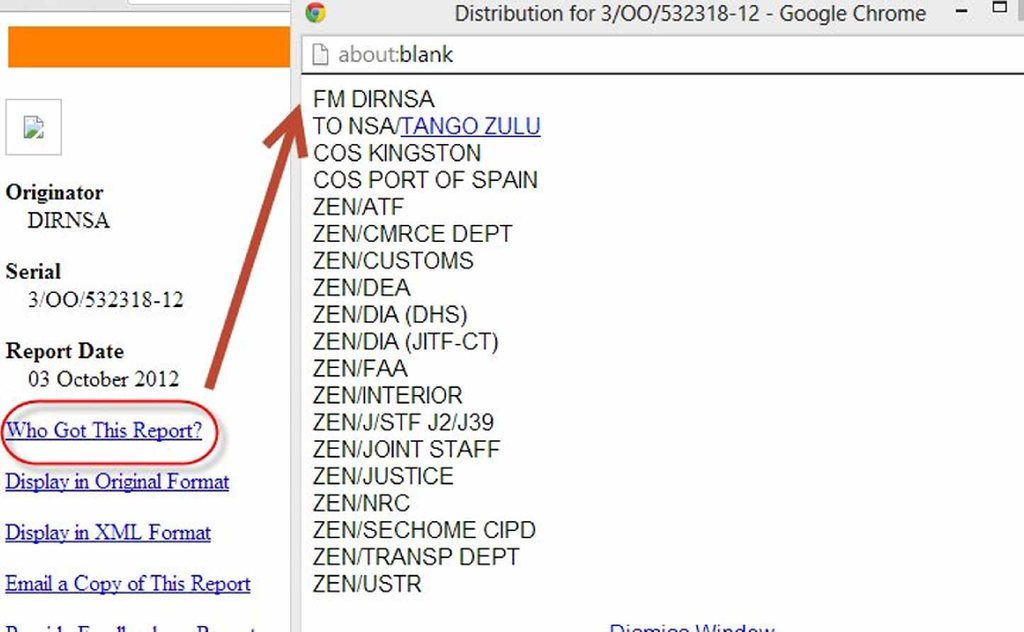 Distribution for 3/OO/532318-12 - Google Chrome
about:blank
Originator
DIRNSA
Serial
3/OO/532318-12
Report Date
03 October 2012
Who Got This Report?
Display in Original Format
Display in XML Format
Email a Copy of This Report
FM DIRNSA
TO NSA/TANGO ZULU
COS KINGSTON
COS PORT OF SPAIN
ZEN/ATF
ZEN/CMRCE DEPT
ZEN/CUSTOMS
ZEN/DEA
ZEN/DIA (DHS)
ZEN/DIA (JITF-CT)
ZEN/FAA
ZEN/INTERIOR
ZEN/J/STF J2/J39
ZEN/JOINT STAFF
ZEN/JUSTICE
ZEN/NRC
ZEN/SECHOME CIPD
ZEN/TRANSP DEPT
ZEN/USTR
Dismiss Window